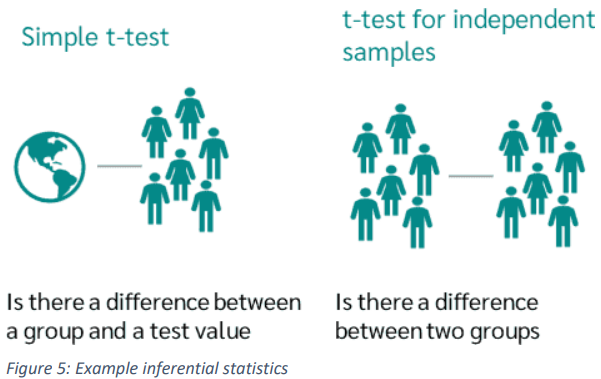 Simple t-test
t-test for independent
samples
Is there a difference between
a group and a test value
Is there a difference
between two groups
Figure 5: Example inferential statistics